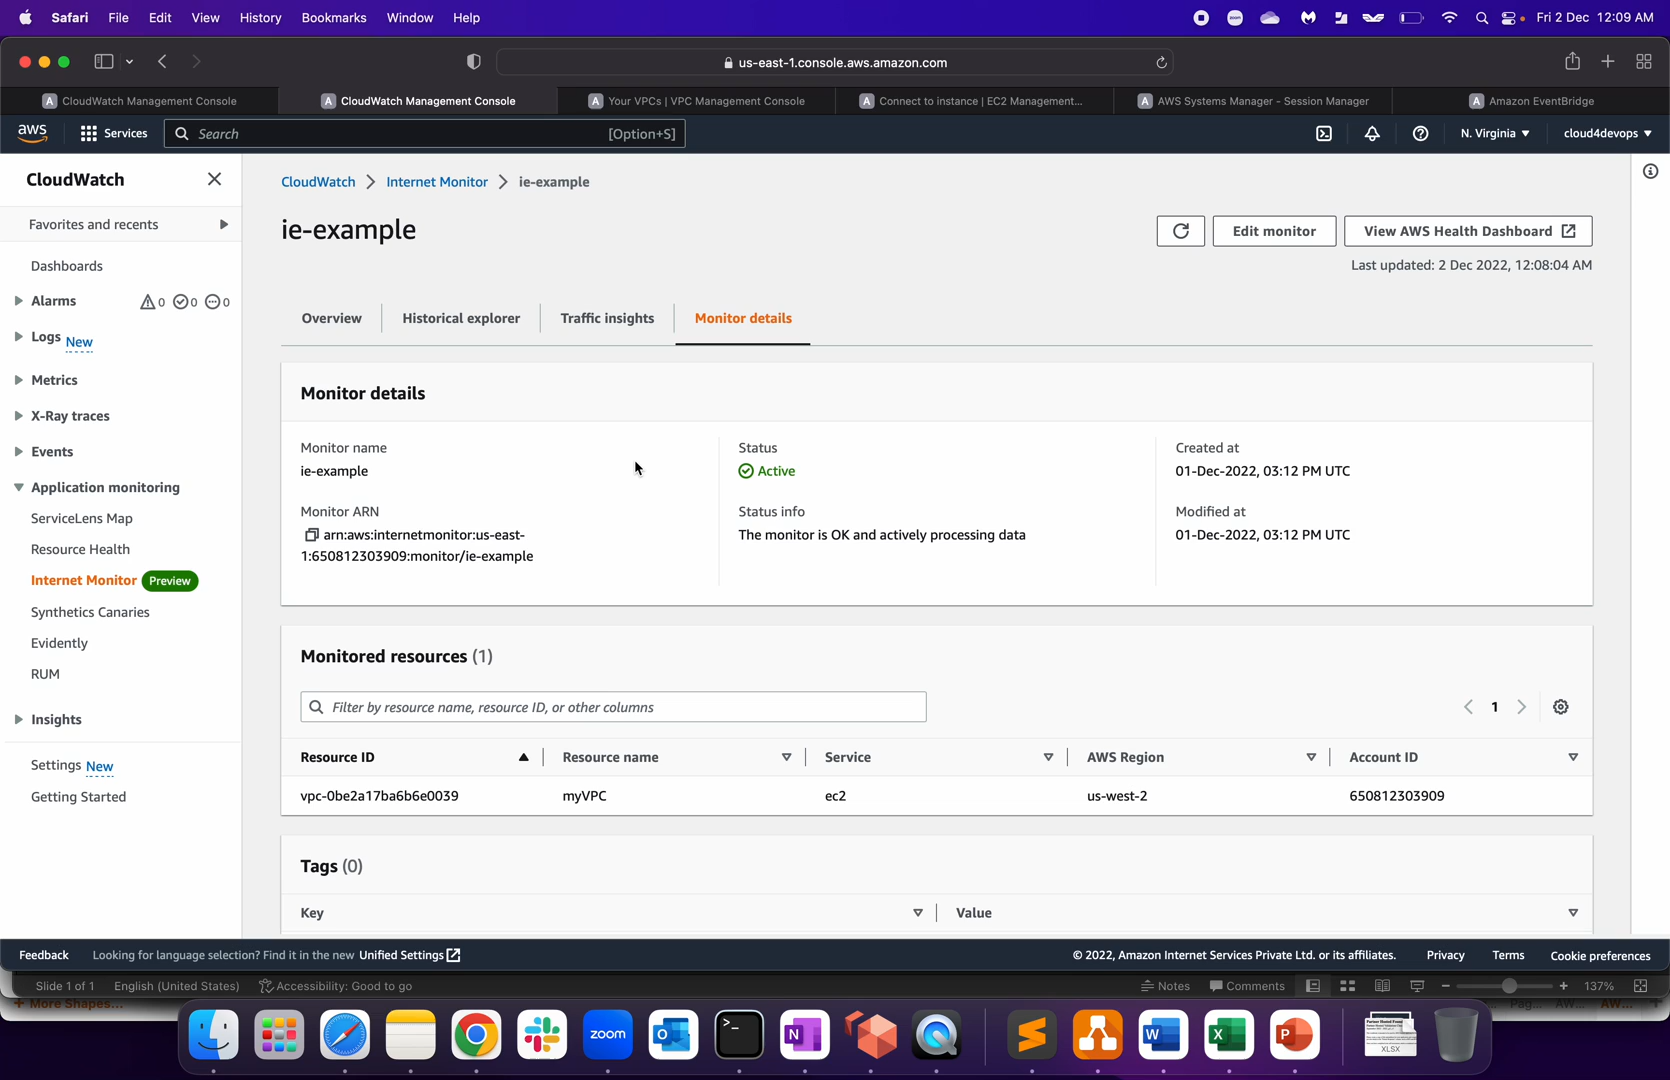 Safari File Edit View History Bookmarks Window Help Fri 2 Dec 12:09 AM
us-east-1.console.aws.amazon.com
CloudWatch Management Console CloudWatch Management Console Your VPCs | VPC Management Console Connect to instance | EC2 Management... AWS Systems Manager - Session Manager Amazon EventBridge
aws Services Search [Option+S] N. Virginia cloud4devops
CloudWatch
Favorites and recents
Dashboards
Alarms 0 0 0
Logs New
Metrics
X-Ray traces
Events
Application monitoring
ServiceLens Map
Resource Health
Internet Monitor Preview
Synthetics Canaries
Evidently
RUM
Insights
Settings New
Getting Started
CloudWatch Internet Monitor ie-example
ie-example
Edit monitor View AWS Health Dashboard
Last updated: 2 Dec 2022, 12:08:04 AM
Overview Historical explorer Traffic insights Monitor details
Monitor details
Monitor name
ie-example
Monitor ARN
arn:aws:internetmonitor:us-east-
1:650812303909:monitor/ie-example
Status
Active
Status info
The monitor is OK and actively processing data
Created at
01-Dec-2022, 03:12 PM UTC
Modified at
01-Dec-2022, 03:12 PM UTC
Monitored resources (1)
Filter by resource name, resource ID, or other columns
1
Resource ID Resource name Service AWS Region Account ID
vpc-0be2a17ba6b6e0039 myVPC ec2 us-west-2 650812303909
Tags (0)
Key Value
Feedback Looking for language selection? Find it in the new Unified Settings © 2022, Amazon Internet Services Private Ltd. or its affiliates. Privacy Terms Cookie preferences
Slide 1 of 1 English (United States) Accessibility: Good to go Notes Comments 137%
More Shapes... Pag... AW... AW...
zoom
XLSX